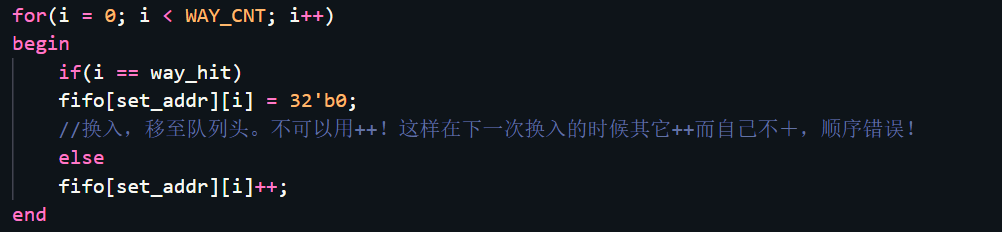 for(i = 0; i < WAY_CNT; i++)
begin
if(i == way_hit)
fifo[set_addr][i] = 32'b0;
//换入，移至队列头。不可以用++！这样在下一次换入的时候其它++而自己不＋，顺序错误！
else
fifo[set_addr][i]++;
end